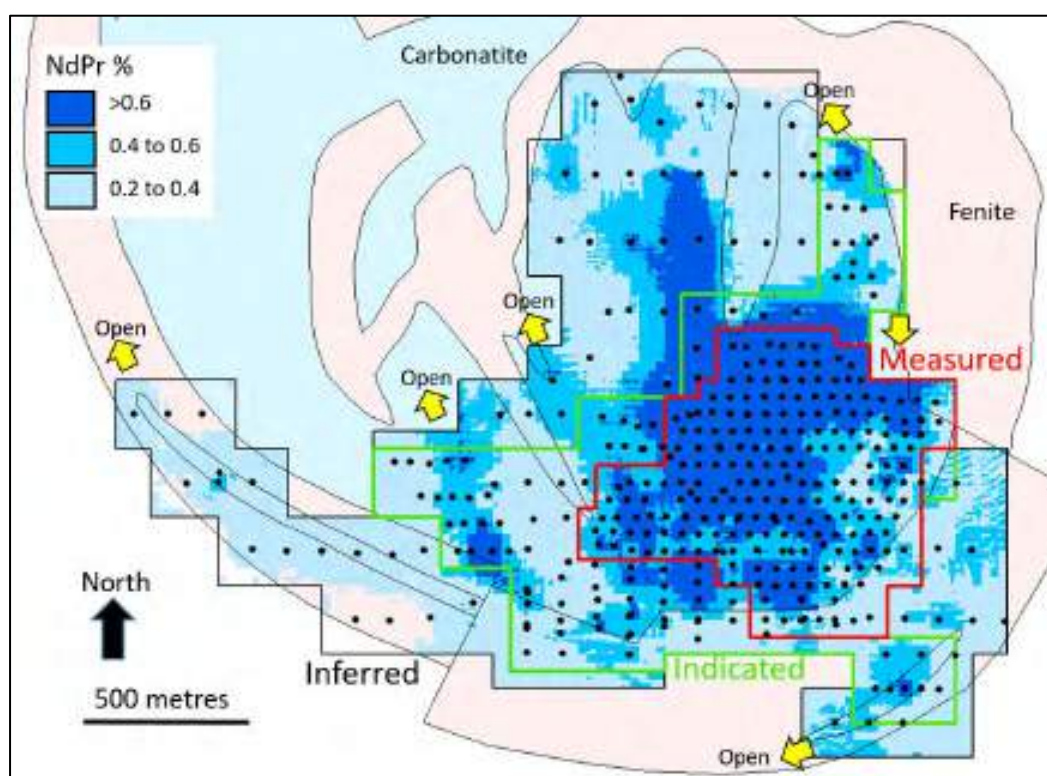 NdPr %
>0.6
0.4 to 0.6
0.2 to 0.4
Carbonatite
Open
Fenite
Open
Open
Open
Measured
North
500 metres
Inferred
Indicated
Open